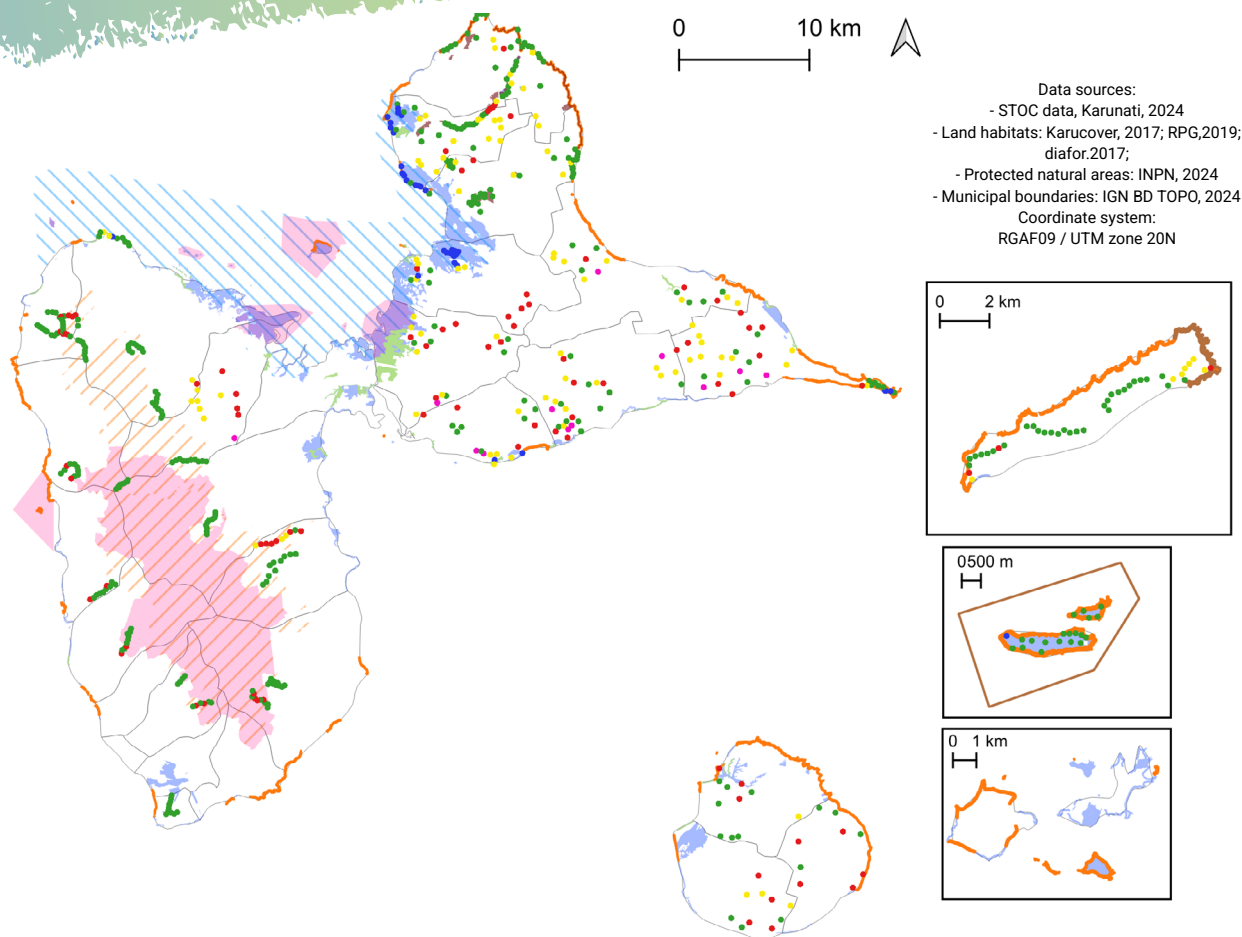 0 10 km
Data sources:
- STOC data, Karunati, 2024
- Land habitats: Karucover, 2017; RPG,2019;
diafor.2017;
- Protected natural areas: INPN, 2024
- Municipal boundaries: IGN BD TOPO, 2024
Coordinate system:
RGAF09 / UTM zone 20N
0 2 km
0500 m
0 1 km